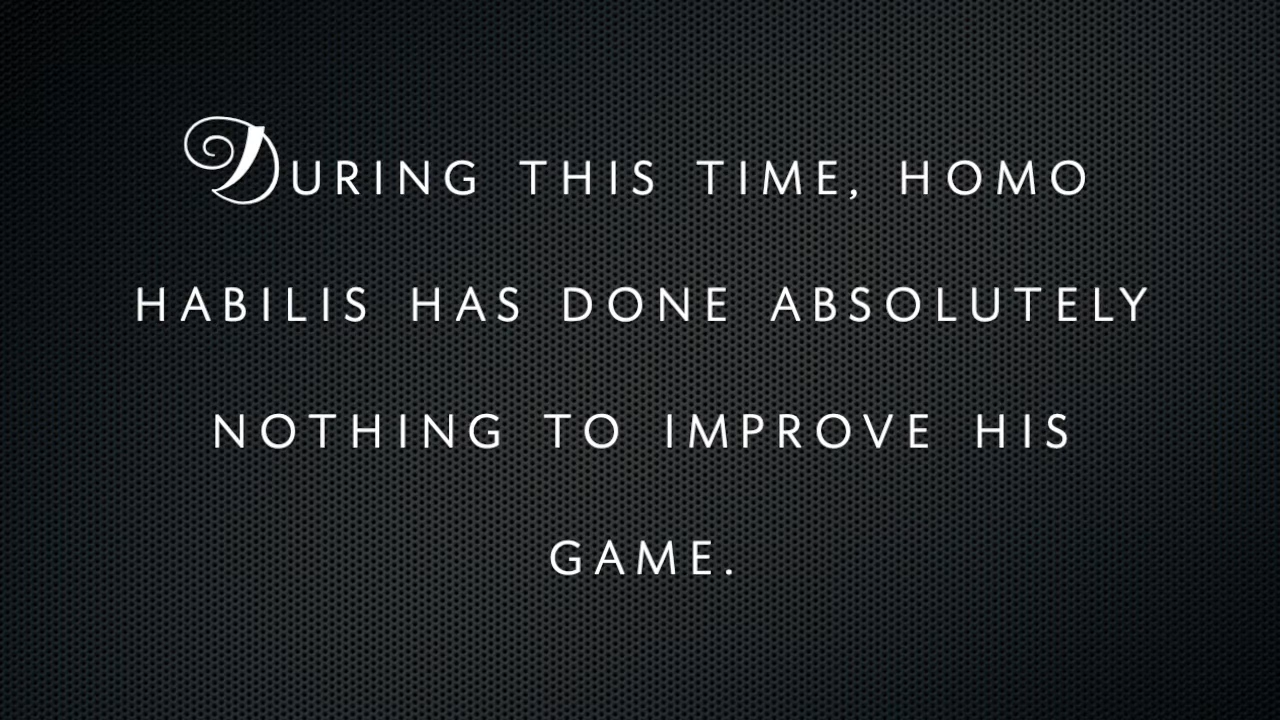 DURING THIS TIME, HOMO
HABILIS HAS DONE ABSOLUTELY
NOTHING TO IMPROVE HIS
GAME.